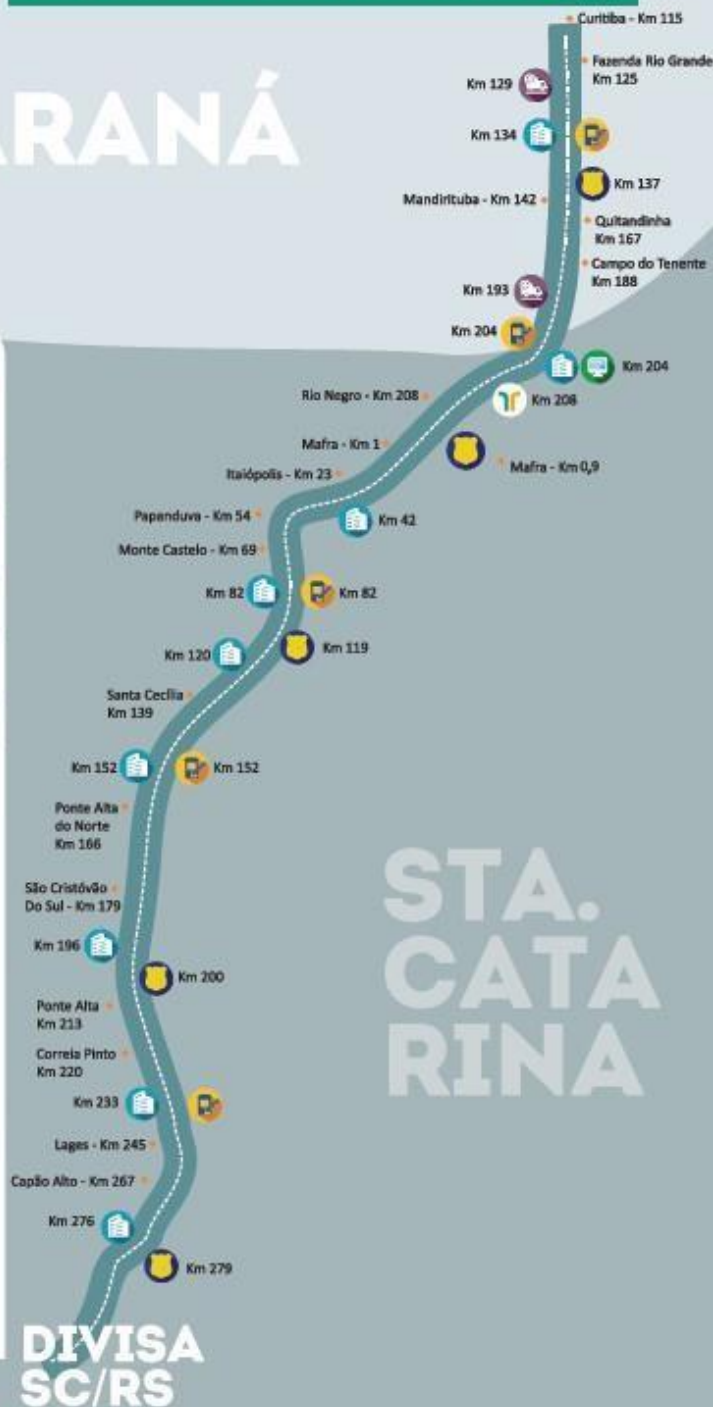 Curitiba - Km 115
Fazenda Rio Grande
Km 125
ARANÁ
Km 129
Km 134
Km 137
Mandirituba - Km 142
Quitandinha
Km 167
Campo do Tenente
Km 188
Km 193
Km 204
Km 204
Rio Negro - Km 208
Km 208
Mafra - Km 1
Mafra - Km 0,9
Itaiópolis - Km 23
Papanduva - Km 54
Km 42
Monte Castelo - Km 69
Km 82
Km 82
Km 120
Km 119
Santa Cecília
Km 139
Km 152
Km 152
Ponte Alta
do Norte
Km 166
São Cristóvão
Do Sul - Km 179
STA.
CATA
RINA
Km 196
Km 200
Ponte Alta
Km 213
Correia Pinto
Km 220
Km 233
Lages - Km 245
Capão Alto - Km 267
Km 276
Km 279
DIVISA
SC/RS